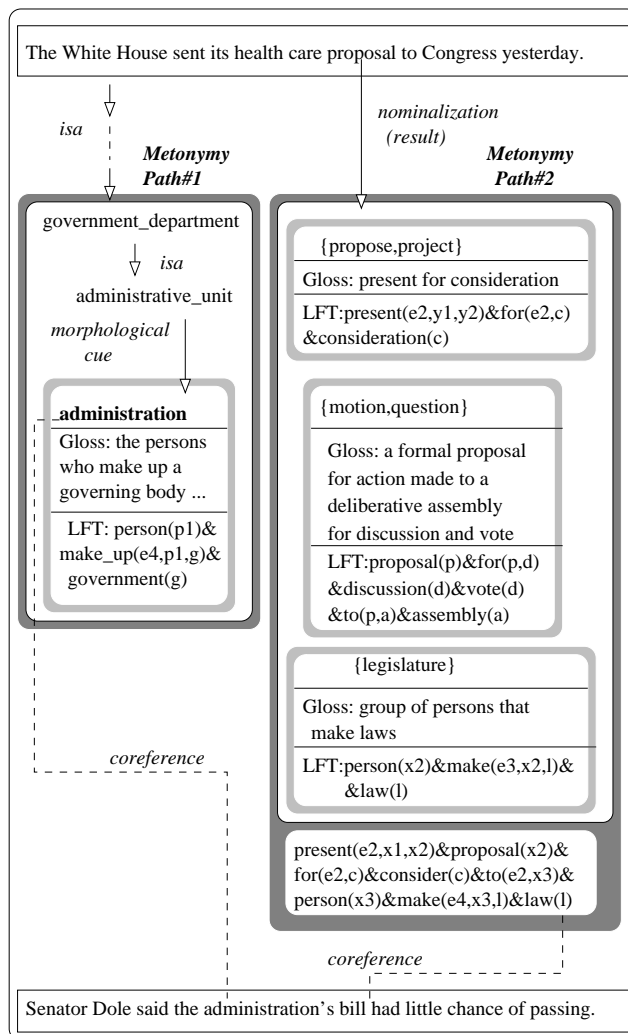 The White House sent its health care proposal to Congress yesterday.
isa
nominalization
(result)
Metonymy
Path#1
Metonymy
Path#2
government_department
isa
administrative_unit
morphological
cue
administration
Gloss: the persons
who make up a
governing body ...
LFT: person(p1)&
make_up(e4,p1,g)&
government(g)
{propose,project}
Gloss: present for consideration
LFT:present(e2,y1,y2)&for(e2,c)
&consideration(c)
{motion,question}
Gloss: a formal proposal
for action made to a
deliberative assembly
for discussion and vote
LFT:proposal(p)&for(p,d)
&discussion(d)&vote(d)
&to(p,a)&assembly(a)
{legislature}
Gloss: group of persons that
make laws
LFT:person(x2)&make(e3,x2,l)&
&law(l)
present(e2,x1,x2)&proposal(x2)&
for(e2,c)&consider(c)&to(e2,x3)&
person(x3)&make(e4,x3,l)&law(l)
coreference
coreference
Senator Dole said the administration's bill had little chance of passing.